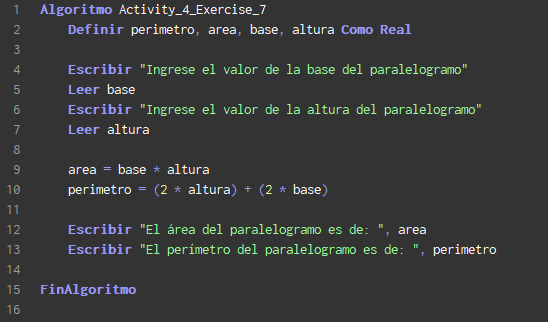 1 Algoritmo Activity_4_Exercise_7
2 Definir perimetro, area, base, altura Como Real
3
4 Escribir "Ingrese el valor de la base del paralelogramo"
5 Leer base
6 Escribir "Ingrese el valor de la altura del paralelogramo"
7 Leer altura
8
9 area = base * altura
10 perimetro = (2 * altura) + (2 * base)
11
12 Escribir "El área del paralelogramo es de: ", area
13 Escribir "El perímetro del paralelogramo es de: ", perimetro
14
15 FinAlgoritmo
16